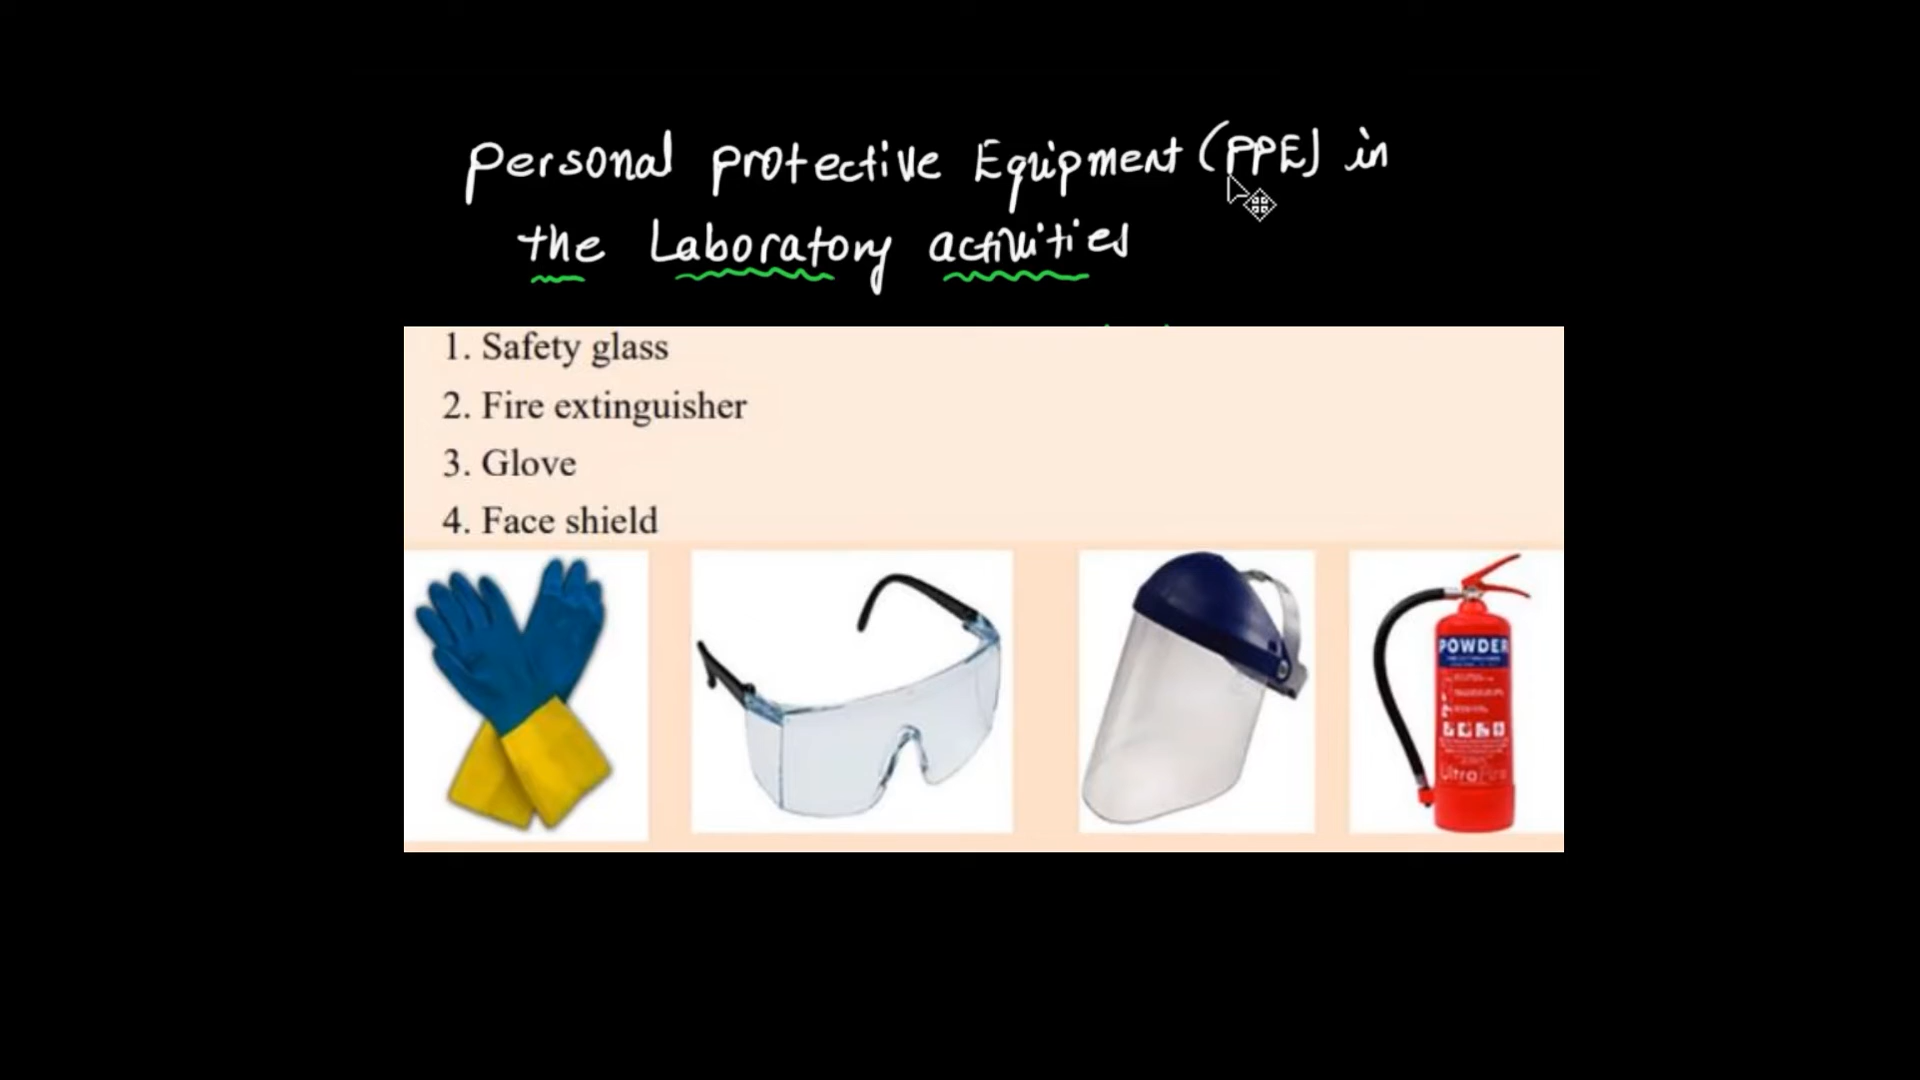 Personal protective Equipment (PPE) in
the Laboratory activities
1. Safety glass
2. Fire extinguisher
3. Glove
4. Face shield
POWDER
UltraFire